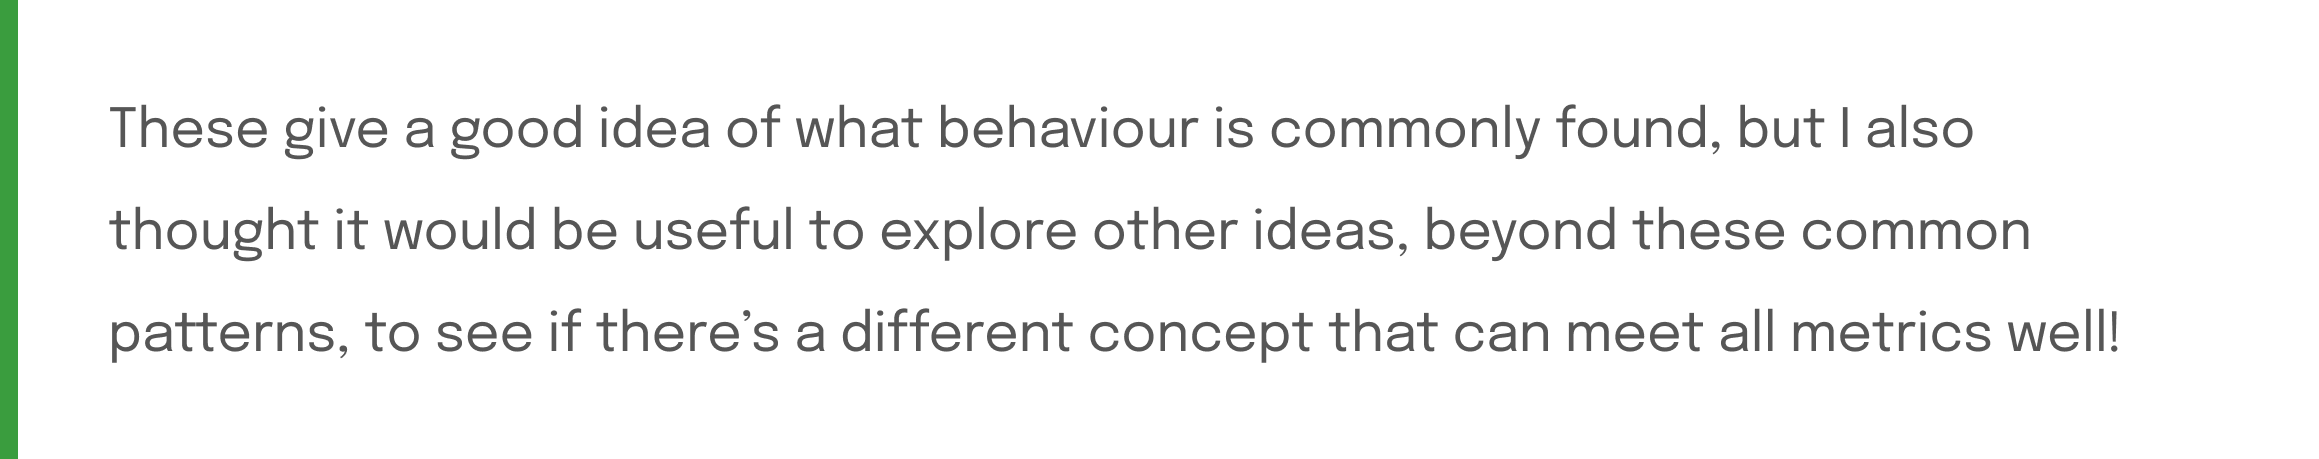 These give a good idea of what behaviour is commonly found, but I also
thought it would be useful to explore other ideas, beyond these common
patterns, to see if there’s a different concept that can meet all metrics well!